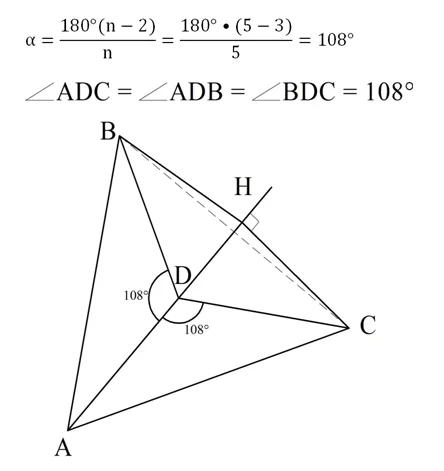 α = 180°(n − 2)/n = 180° • (5 − 3)/5 = 108°
∠ADC = ∠ADB = ∠BDC = 108°
B
H
D
108°
108°
C
A